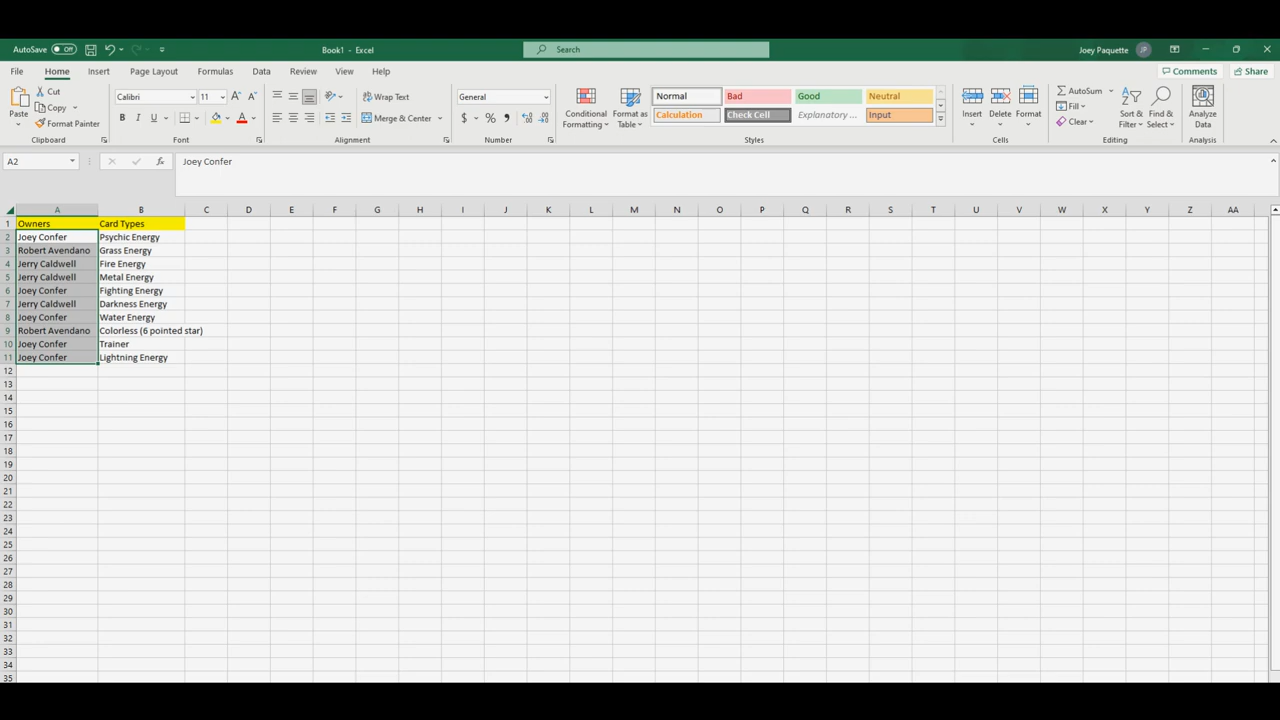 AutoSave Off Book1 - Excel Search Joey Paquette JP
File Home Insert Page Layout Formulas Data Review View Help Comments Share
Paste Cut Copy Format Painter Clipboard
Calibri 11 A A B I U A Font
Wrap Text Merge & Center Alignment
General $ % , Number
Conditional Formatting Format as Table
Normal Bad Good Neutral
Calculation Check Cell Explanatory ... Input
Styles
Insert Delete Format Cells
AutoSum Fill Clear Sort & Filter Find & Select Editing
Analyze Data Analysis
A2 fx Joey Confer
A B C D E F G H I J K L M N O P Q R S T U V W X Y Z AA
1 Owners Card Types
2 Joey Confer Psychic Energy
3 Robert Avendano Grass Energy
4 Jerry Caldwell Fire Energy
5 Jerry Caldwell Metal Energy
6 Joey Confer Fighting Energy
7 Jerry Caldwell Darkness Energy
8 Joey Confer Water Energy
9 Robert Avendano Colorless (6 pointed star)
10 Joey Confer Trainer
11 Joey Confer Lightning Energy
12
13
14
15
16
17
18
19
20
21
22
23
24
25
26
27
28
29
30
31
32
33
34
35